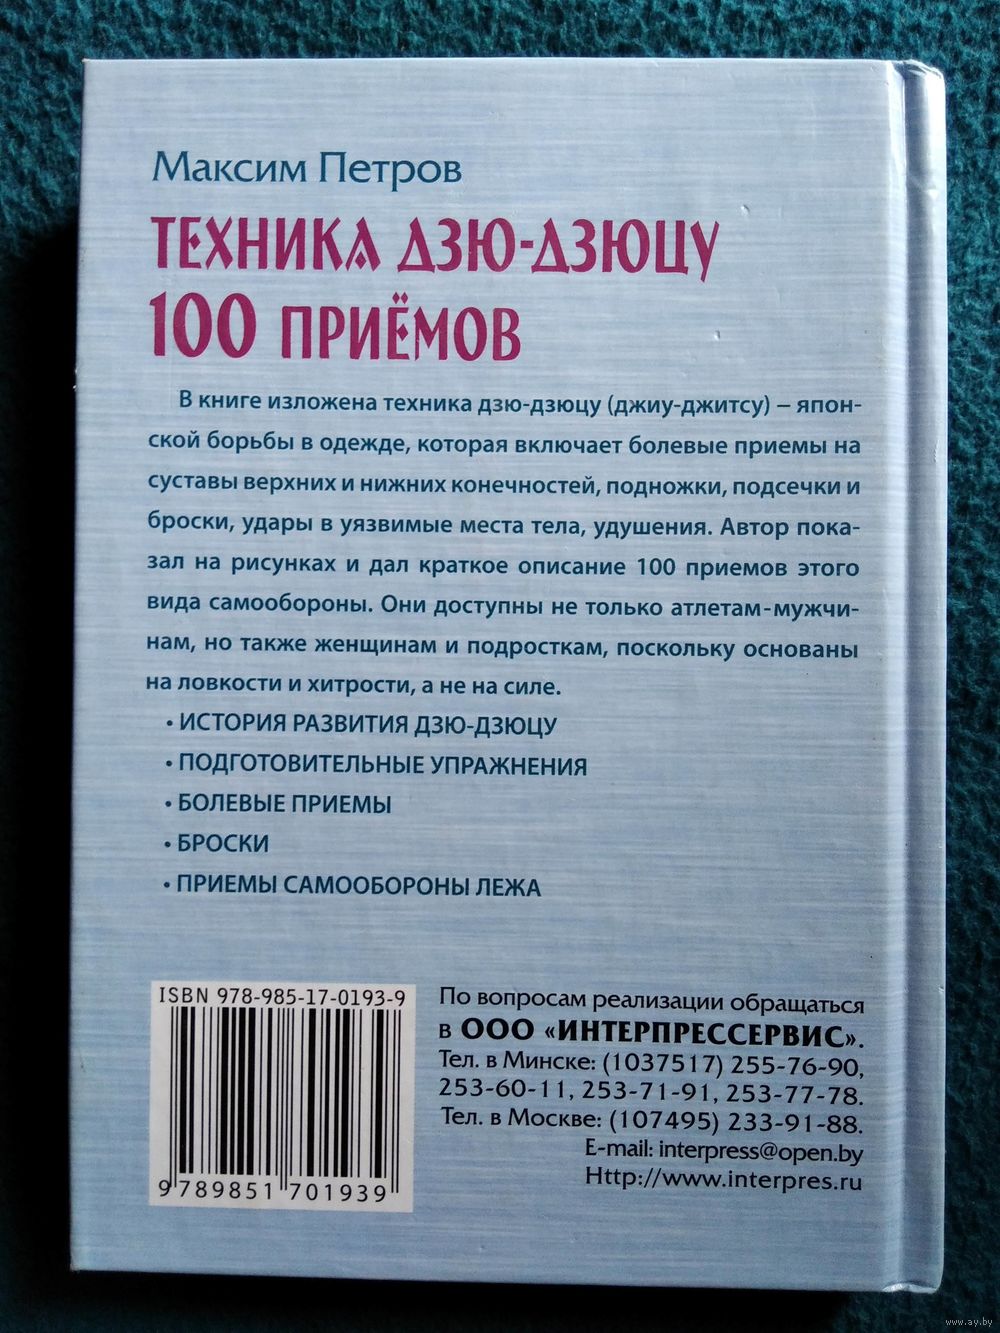 Максим Петров
ТЕХНИКА ДЗЮ-ДЗЮЦУ
100 ПРИЁМОВ
В книге изложена техника дзю-дзюцу (джиу-джитсу) – япон-
ской борьбы в одежде, которая включает болевые приемы на
суставы верхних и нижних конечностей, подножки, подсечки и
броски, удары в уязвимые места тела, удушения. Автор пока-
зал на рисунках и дал краткое описание 100 приемов этого
вида самообороны. Они доступны не только атлетам-мужчи-
нам, но также женщинам и подросткам, поскольку основаны
на ловкости и хитрости, а не на силе.
• ИСТОРИЯ РАЗВИТИЯ ДЗЮ-ДЗЮЦУ
• ПОДГОТОВИТЕЛЬНЫЕ УПРАЖНЕНИЯ
• БОЛЕВЫЕ ПРИЕМЫ
• БРОСКИ
• ПРИЕМЫ САМООБОРОНЫ ЛЕЖА
ISBN 978-985-17-0193-9
9 789851 701939
По вопросам реализации обращаться
в ООО «ИНТЕРПРЕССЕРВИС».
Тел. в Минске: (1037517) 255-76-90,
253-60-11, 253-71-91, 253-77-78.
Тел. в Москве: (107495) 233-91-88.
E-mail: interpress@open.by
Http://www.interpres.ru
www.ay.by